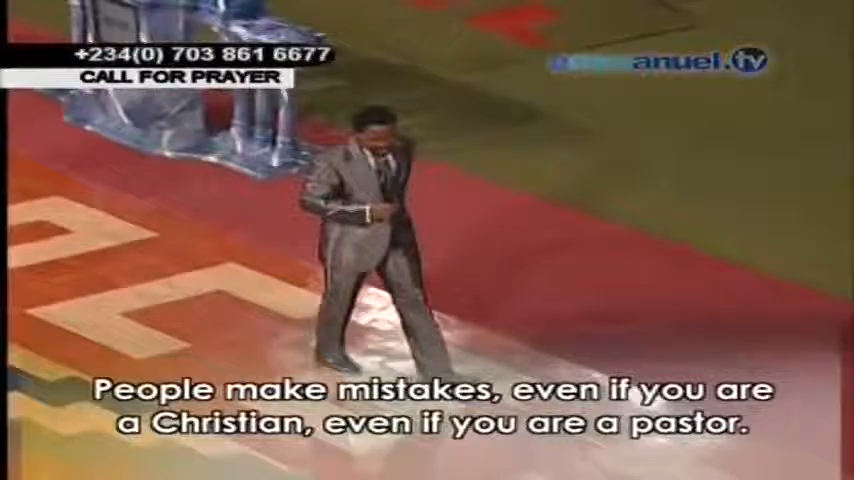 +234(0) 703 861 6677
CALL FOR PRAYER
emmanuel.tv
People make mistakes, even if you are
a Christian, even if you are a pastor.